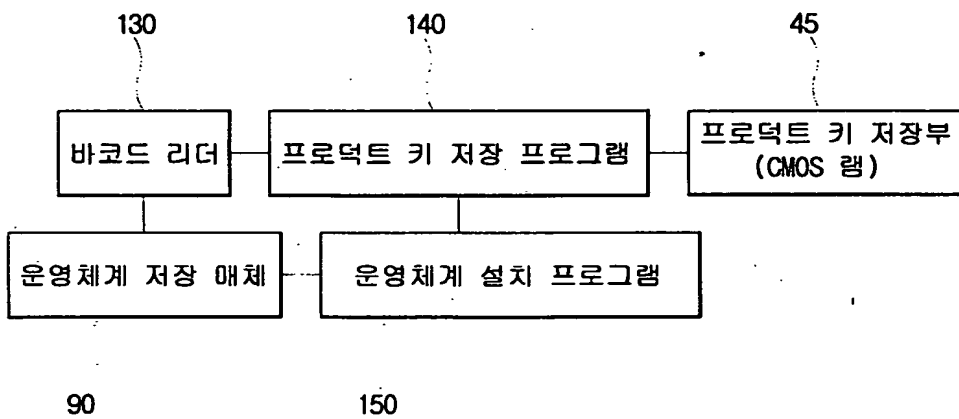 130
140
45
바코드 리더
프로덕트 키 저장 프로그램
프로덕트 키 저장부
(CMOS 램)
운영체계 저장 매체
운영체계 설치 프로그램
90
150